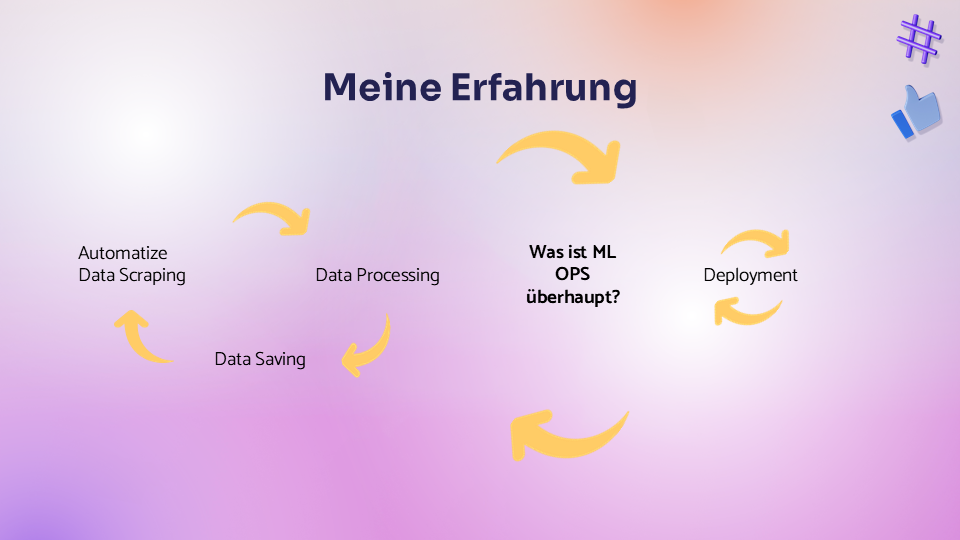 Meine Erfahrung
Automatize
Data Scraping
Data Processing
Was ist ML
OPS
überhaupt?
Deployment
Data Saving